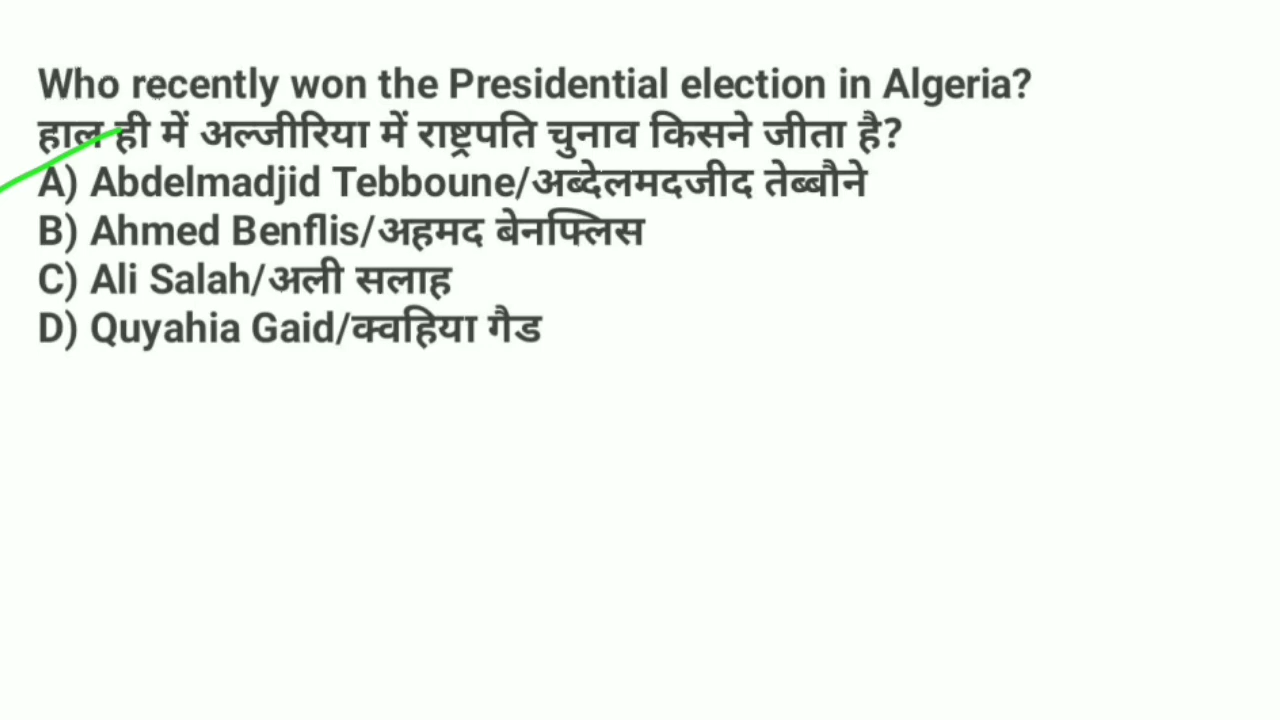 Who recently won the Presidential election in Algeria?
हाल ही में अल्जीरिया में राष्ट्रपति चुनाव किसने जीता है?
A) Abdelmadjid Tebboune/अब्देलमदजीद तेब्बौने
B) Ahmed Benflis/अहमद बेनफ्लिस
C) Ali Salah/अली सलाह
D) Quyahia Gaid/क्वहिया गैड